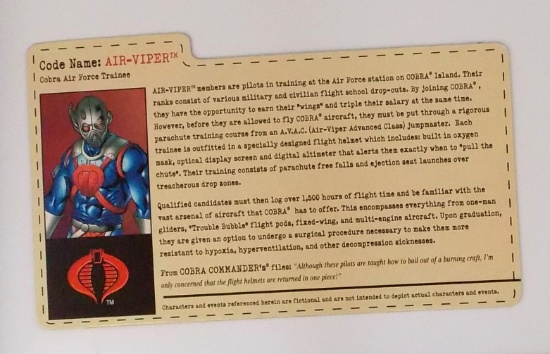 Code Name: AIR-VIPER™
Cobra Air Force Trainee
AIR-VIPER™ members are pilots in training at the Air Force station on COBRA® Island. Their
ranks consist of various military and civilian flight school drop-outs. By joining COBRA®,
they have the opportunity to earn their "wings" and triple their salary at the same time.
However, before they are allowed to fly COBRA® aircraft, they must be put through a rigorous
parachute training course from an A.V.A.C. (Air-Viper Advanced Class) jumpmaster. Each
trainee is outfitted in a specially designed flight helmet which includes: built in oxygen
mask, optical display screen and digital altimeter that alerts them exactly when to "pull the
chute". Their training consists of parachute free falls and ejection seat launches over
treacherous drop zones.
Qualified candidates must then log over 1,500 hours of flight time and be familiar with the
vast arsenal of aircraft that COBRA® has to offer. This encompasses everything from one-man
gliders, "Trouble Bubble" flight pods, fixed-wing, and multi-engine aircraft. Upon graduation,
they are given an option to undergo a surgical procedure necessary to make them more
resistant to hypoxia, hyperventilation, and other decompression sicknesses.
From COBRA COMMANDER's® files: "Although these pilots are taught how to bail out of a burning craft, I'm
only concerned that the flight helmets are returned in one piece!"
TM
Characters and events referenced herein are fictional and are not intended to depict actual characters and events.